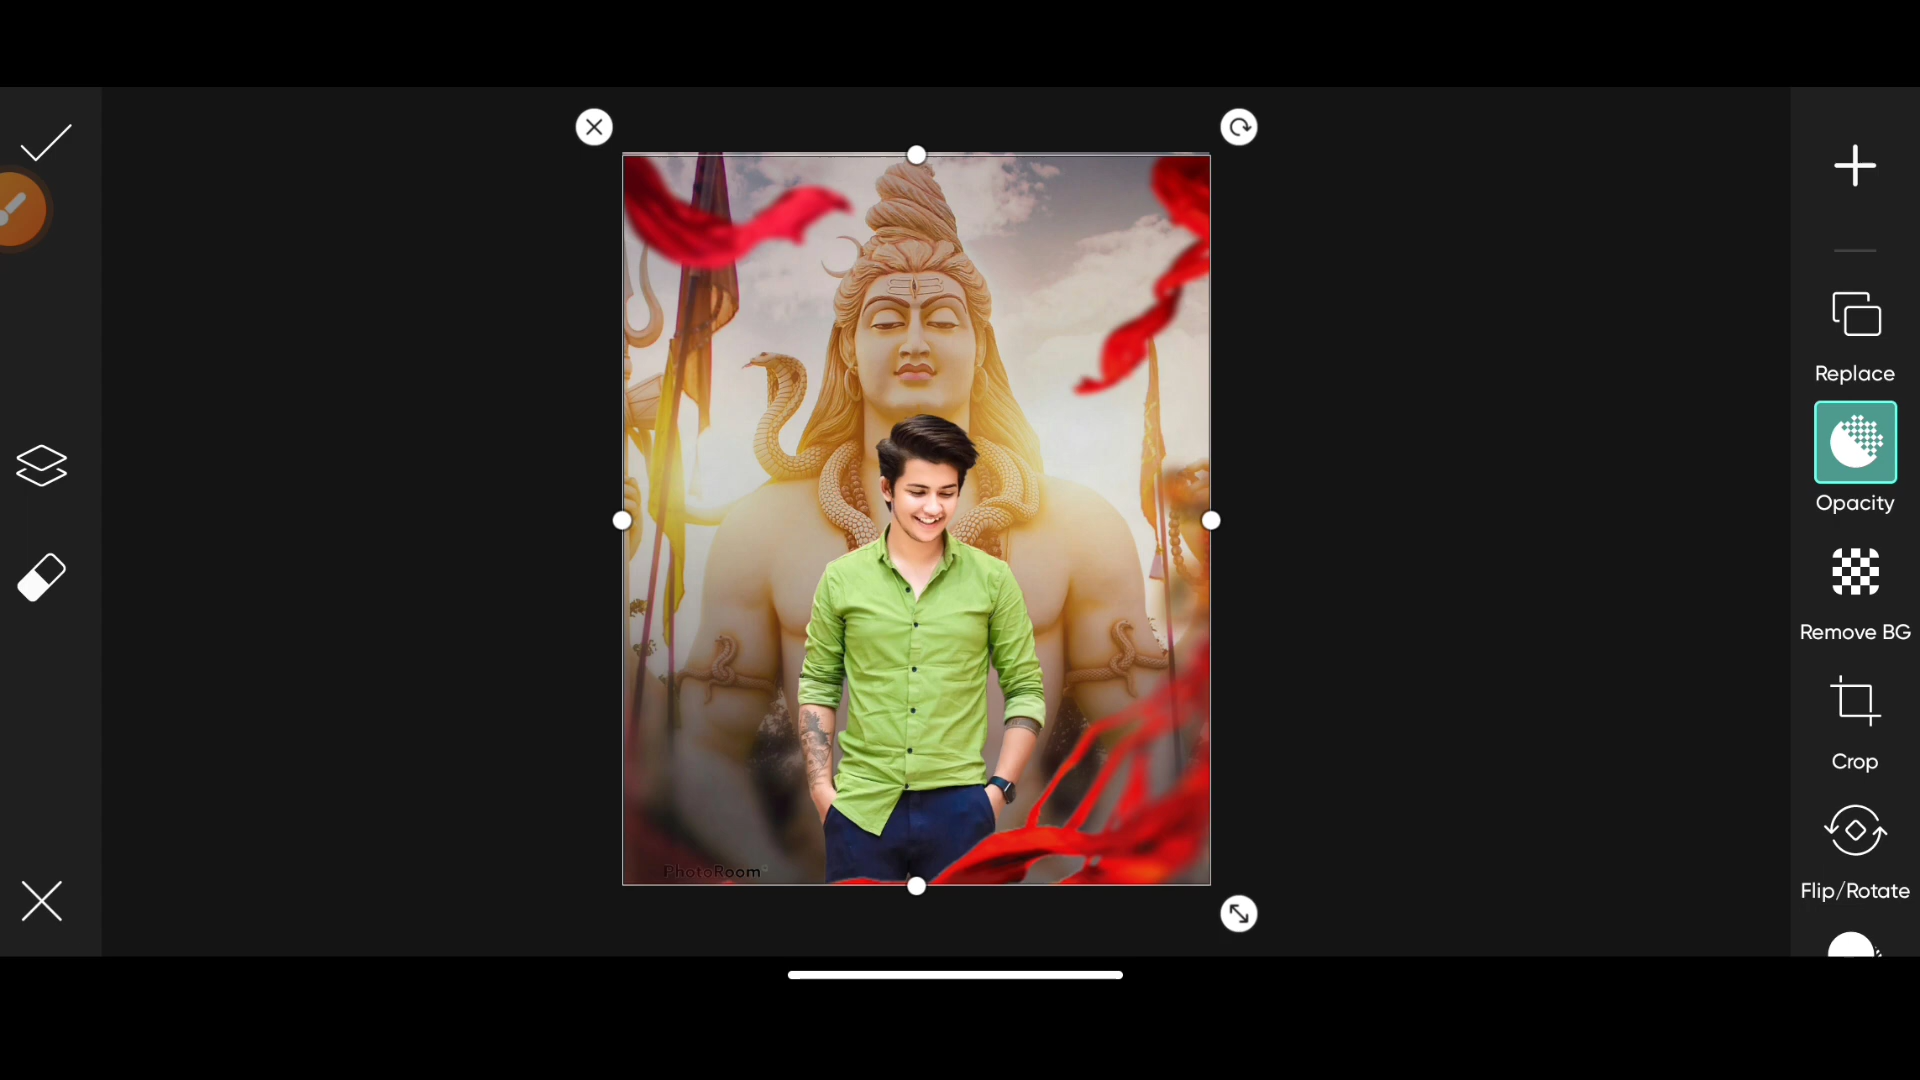 Replace
Opacity
Remove BG
Crop
Flip/Rotate
PhotoRoom